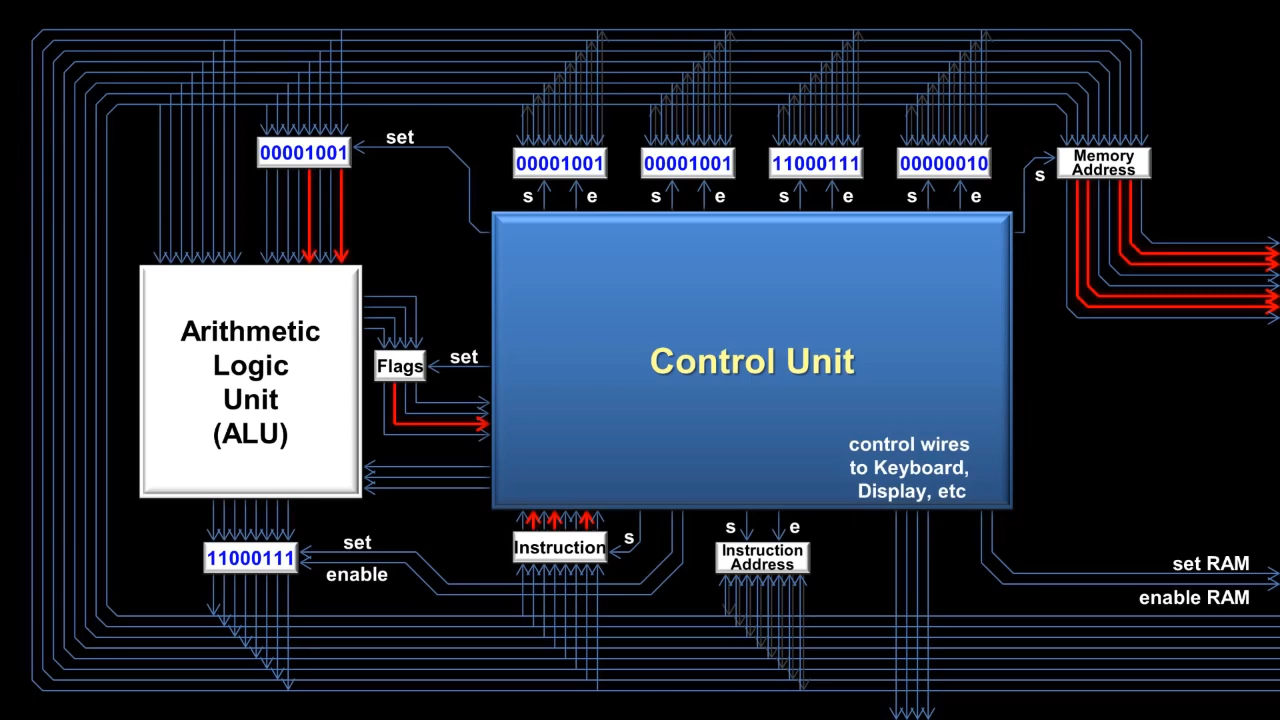 set
00001001
00001001
00001001
11000111
00000010
Memory
Address
s
s
e
s
e
s
e
s
e
Arithmetic
Logic
Unit
(ALU)
Flags
set
Control Unit
control wires
to Keyboard,
Display, etc
11000111
set
enable
Instruction
s
s
e
Instruction
Address
set RAM
enable RAM